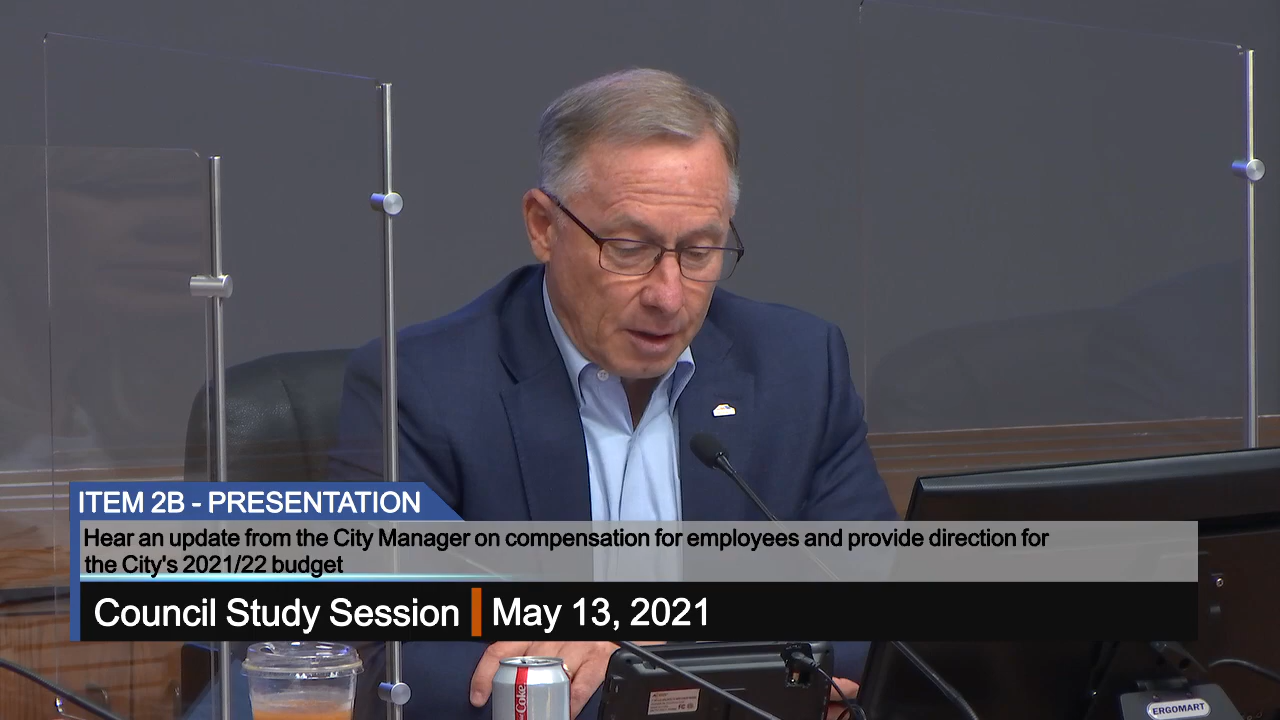 ITEM 2B - PRESENTATION
Hear an update from the City Manager on compensation for employees and provide direction for
the City's 2021/22 budget
Council Study Session
May 13, 2021
Coke
ERGOMART